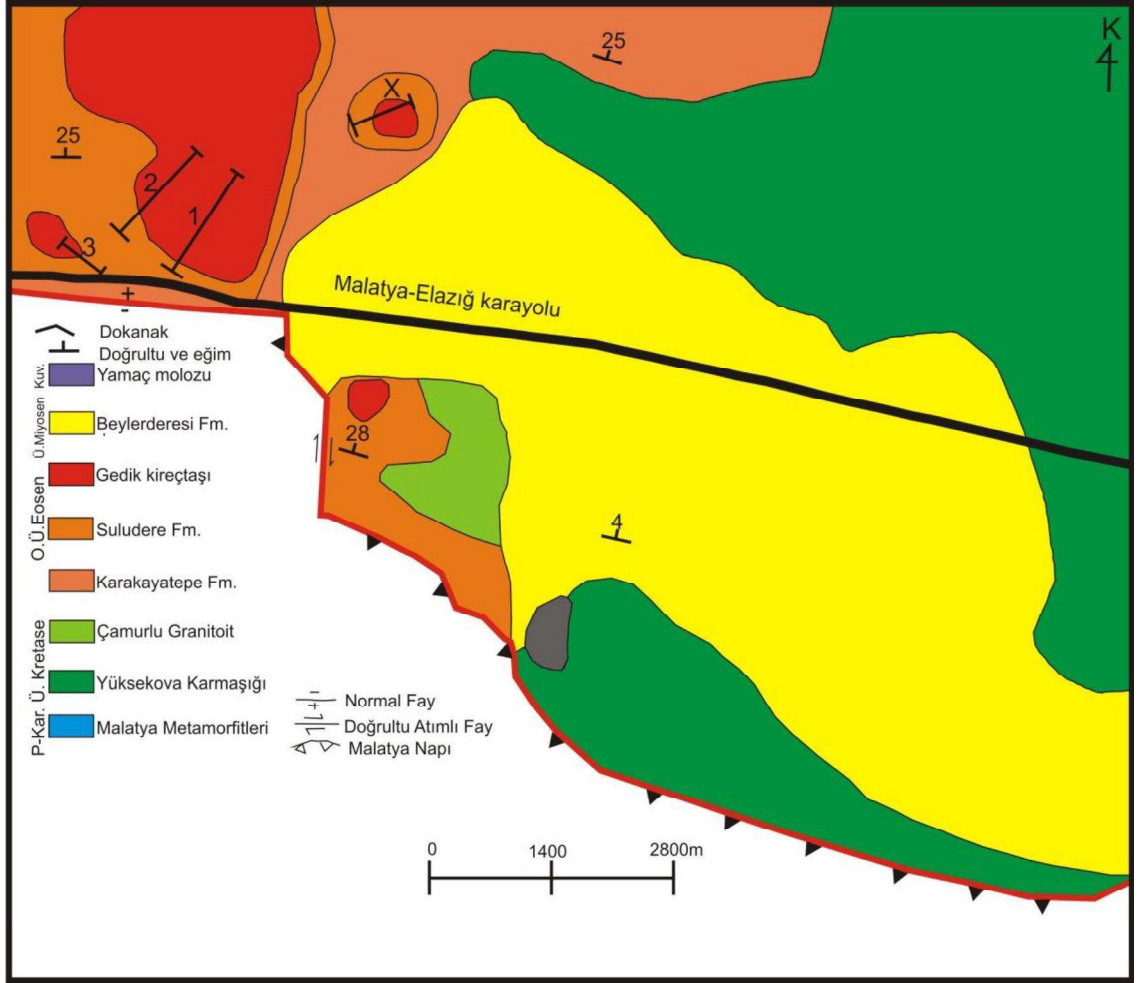 K
25
X
25
2
1
3
Malatya-Elazığ karayolu
+
-
Dokanak
Doğrultu ve eğim
Kuv.
Yamaç molozu
Ü.Miyosen
Beylerderesi Fm.
O.Ü.Eosen
Gedik kireçtaşı
28
Suludere Fm.
4
Karakayatepe Fm.
P-Kar. Ü. Kretase
Çamurlu Granitoit
Yüksekova Karmaşığı
Malatya Metamorfitleri
- +
Normal Fay
Doğrultu Atımlı Fay
Malatya Napı
0 1400 2800m